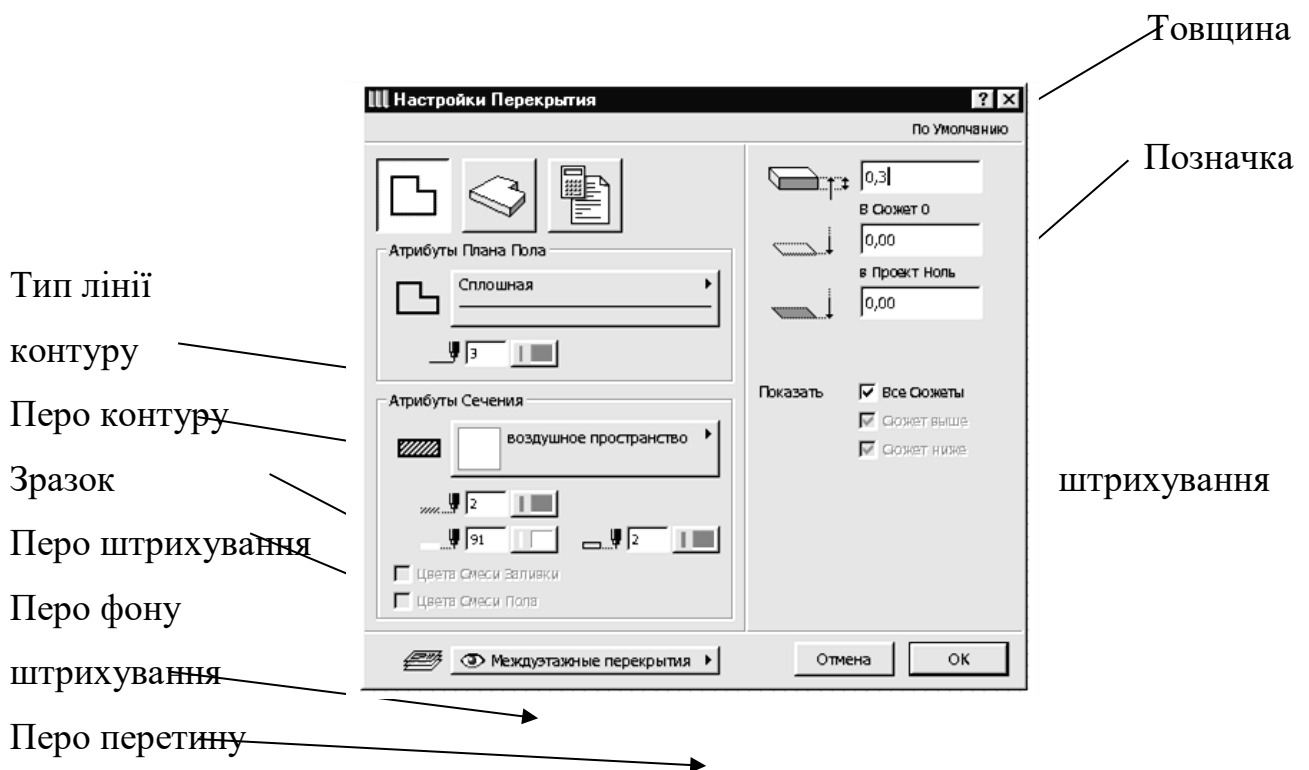 Товщина
Настройки Перекрытия
? X
По Умолчанию
Позначка
0,3
В Сюжет 0
Атрибуты Плана Пола
0,00
Тип лінії
Сплошная
в Проект Ноль
0,00
контуру
3
Перо контуру
Атрибуты Сечения
Показать
Все Сюжеты
воздушное пространство
Сюжет выше
Сюжет ниже
Зразок
штрихування
2
Перо штрихування
91
2
Цвета Смеси Заливки
Цвета Смеси Пола
Перо фону
Междуэтажные перекрытия
Отмена
OK
штрихування
Перо перетину